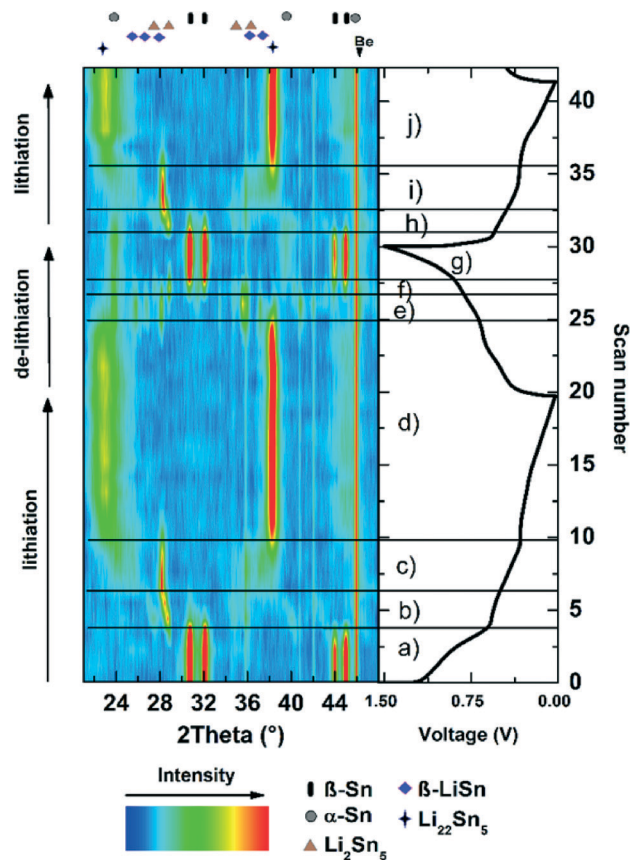 Be
lithiation
de-lithiation
lithiation
j)
i)
h)
g)
f)
e)
d)
c)
b)
a)
40
35
30
25
20
15
10
5
0
Scan number
24 28 32 36 40 44
1.50 0.75 0.00
2Theta (°)
Voltage (V)
Intensity
ß-Sn
ß-LiSn
α-Sn
Li22Sn5
Li2Sn5